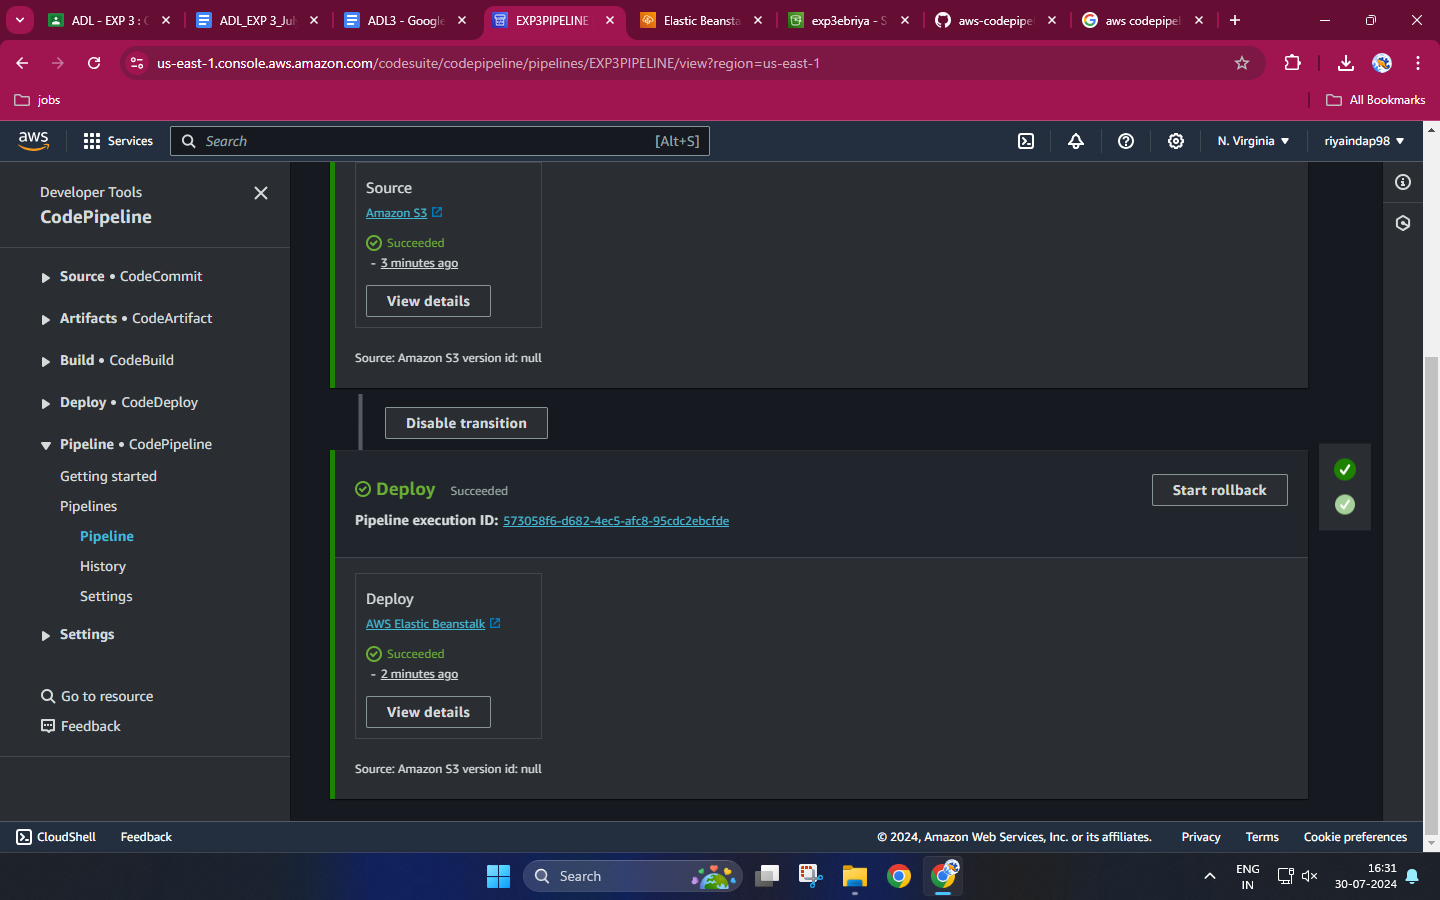 ADL - EXP 3 : (
ADL_EXP 3_July
ADL3 - Google
EXP3PIPELINE
Elastic Beansta
exp3ebriya - S
aws-codepipel
aws codepipel
us-east-1.console.aws.amazon.com/codesuite/codepipeline/pipelines/EXP3PIPELINE/view?region=us-east-1
jobs
All Bookmarks
aws
Services
Search
[Alt+S]
N. Virginia
riyaindap98
Developer Tools
CodePipeline
Source • CodeCommit
Artifacts • CodeArtifact
Build • CodeBuild
Deploy • CodeDeploy
Pipeline • CodePipeline
Getting started
Pipelines
Pipeline
History
Settings
Settings
Go to resource
Feedback
Source
Amazon S3
Succeeded
- 3 minutes ago
View details
Source: Amazon S3 version id: null
Disable transition
Deploy Succeeded
Start rollback
Pipeline execution ID: 573058f6-d682-4ec5-afc8-95cdc2ebcfde
Deploy
AWS Elastic Beanstalk
Succeeded
- 2 minutes ago
View details
Source: Amazon S3 version id: null
CloudShell
Feedback
© 2024, Amazon Web Services, Inc. or its affiliates.
Privacy
Terms
Cookie preferences
Search
ENG
IN
16:31
30-07-2024